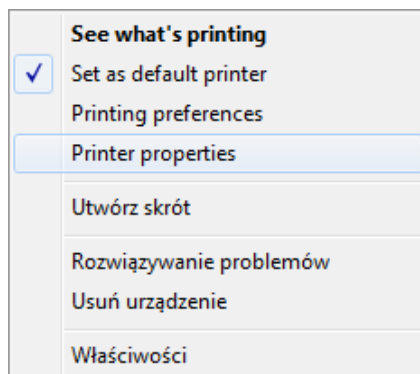 See what's printing
Set as default printer
Printing preferences
Printer properties
Utwórz skrót
Rozwiązywanie problemów
Usuń urządzenie
Właściwości